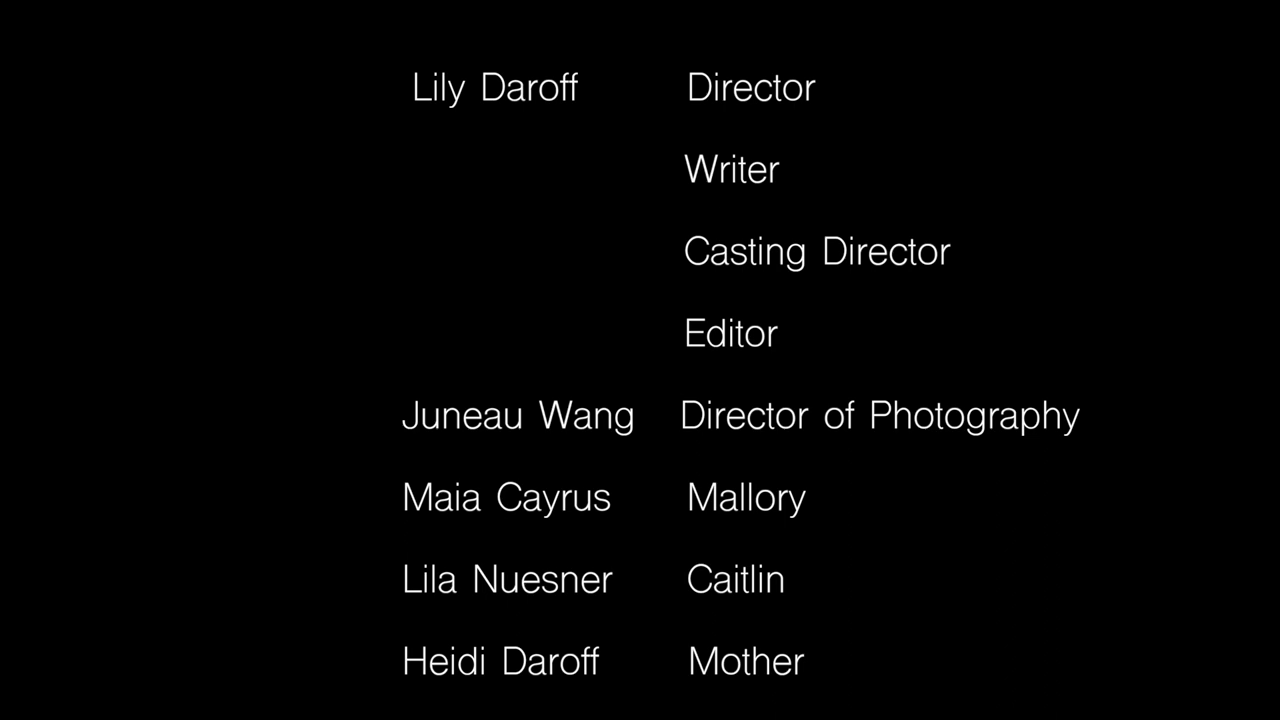 Lily Daroff Director
Writer
Casting Director
Editor
Juneau Wang Director of Photography
Maia Cayrus Mallory
Lila Nuesner Caitlin
Heidi Daroff Mother